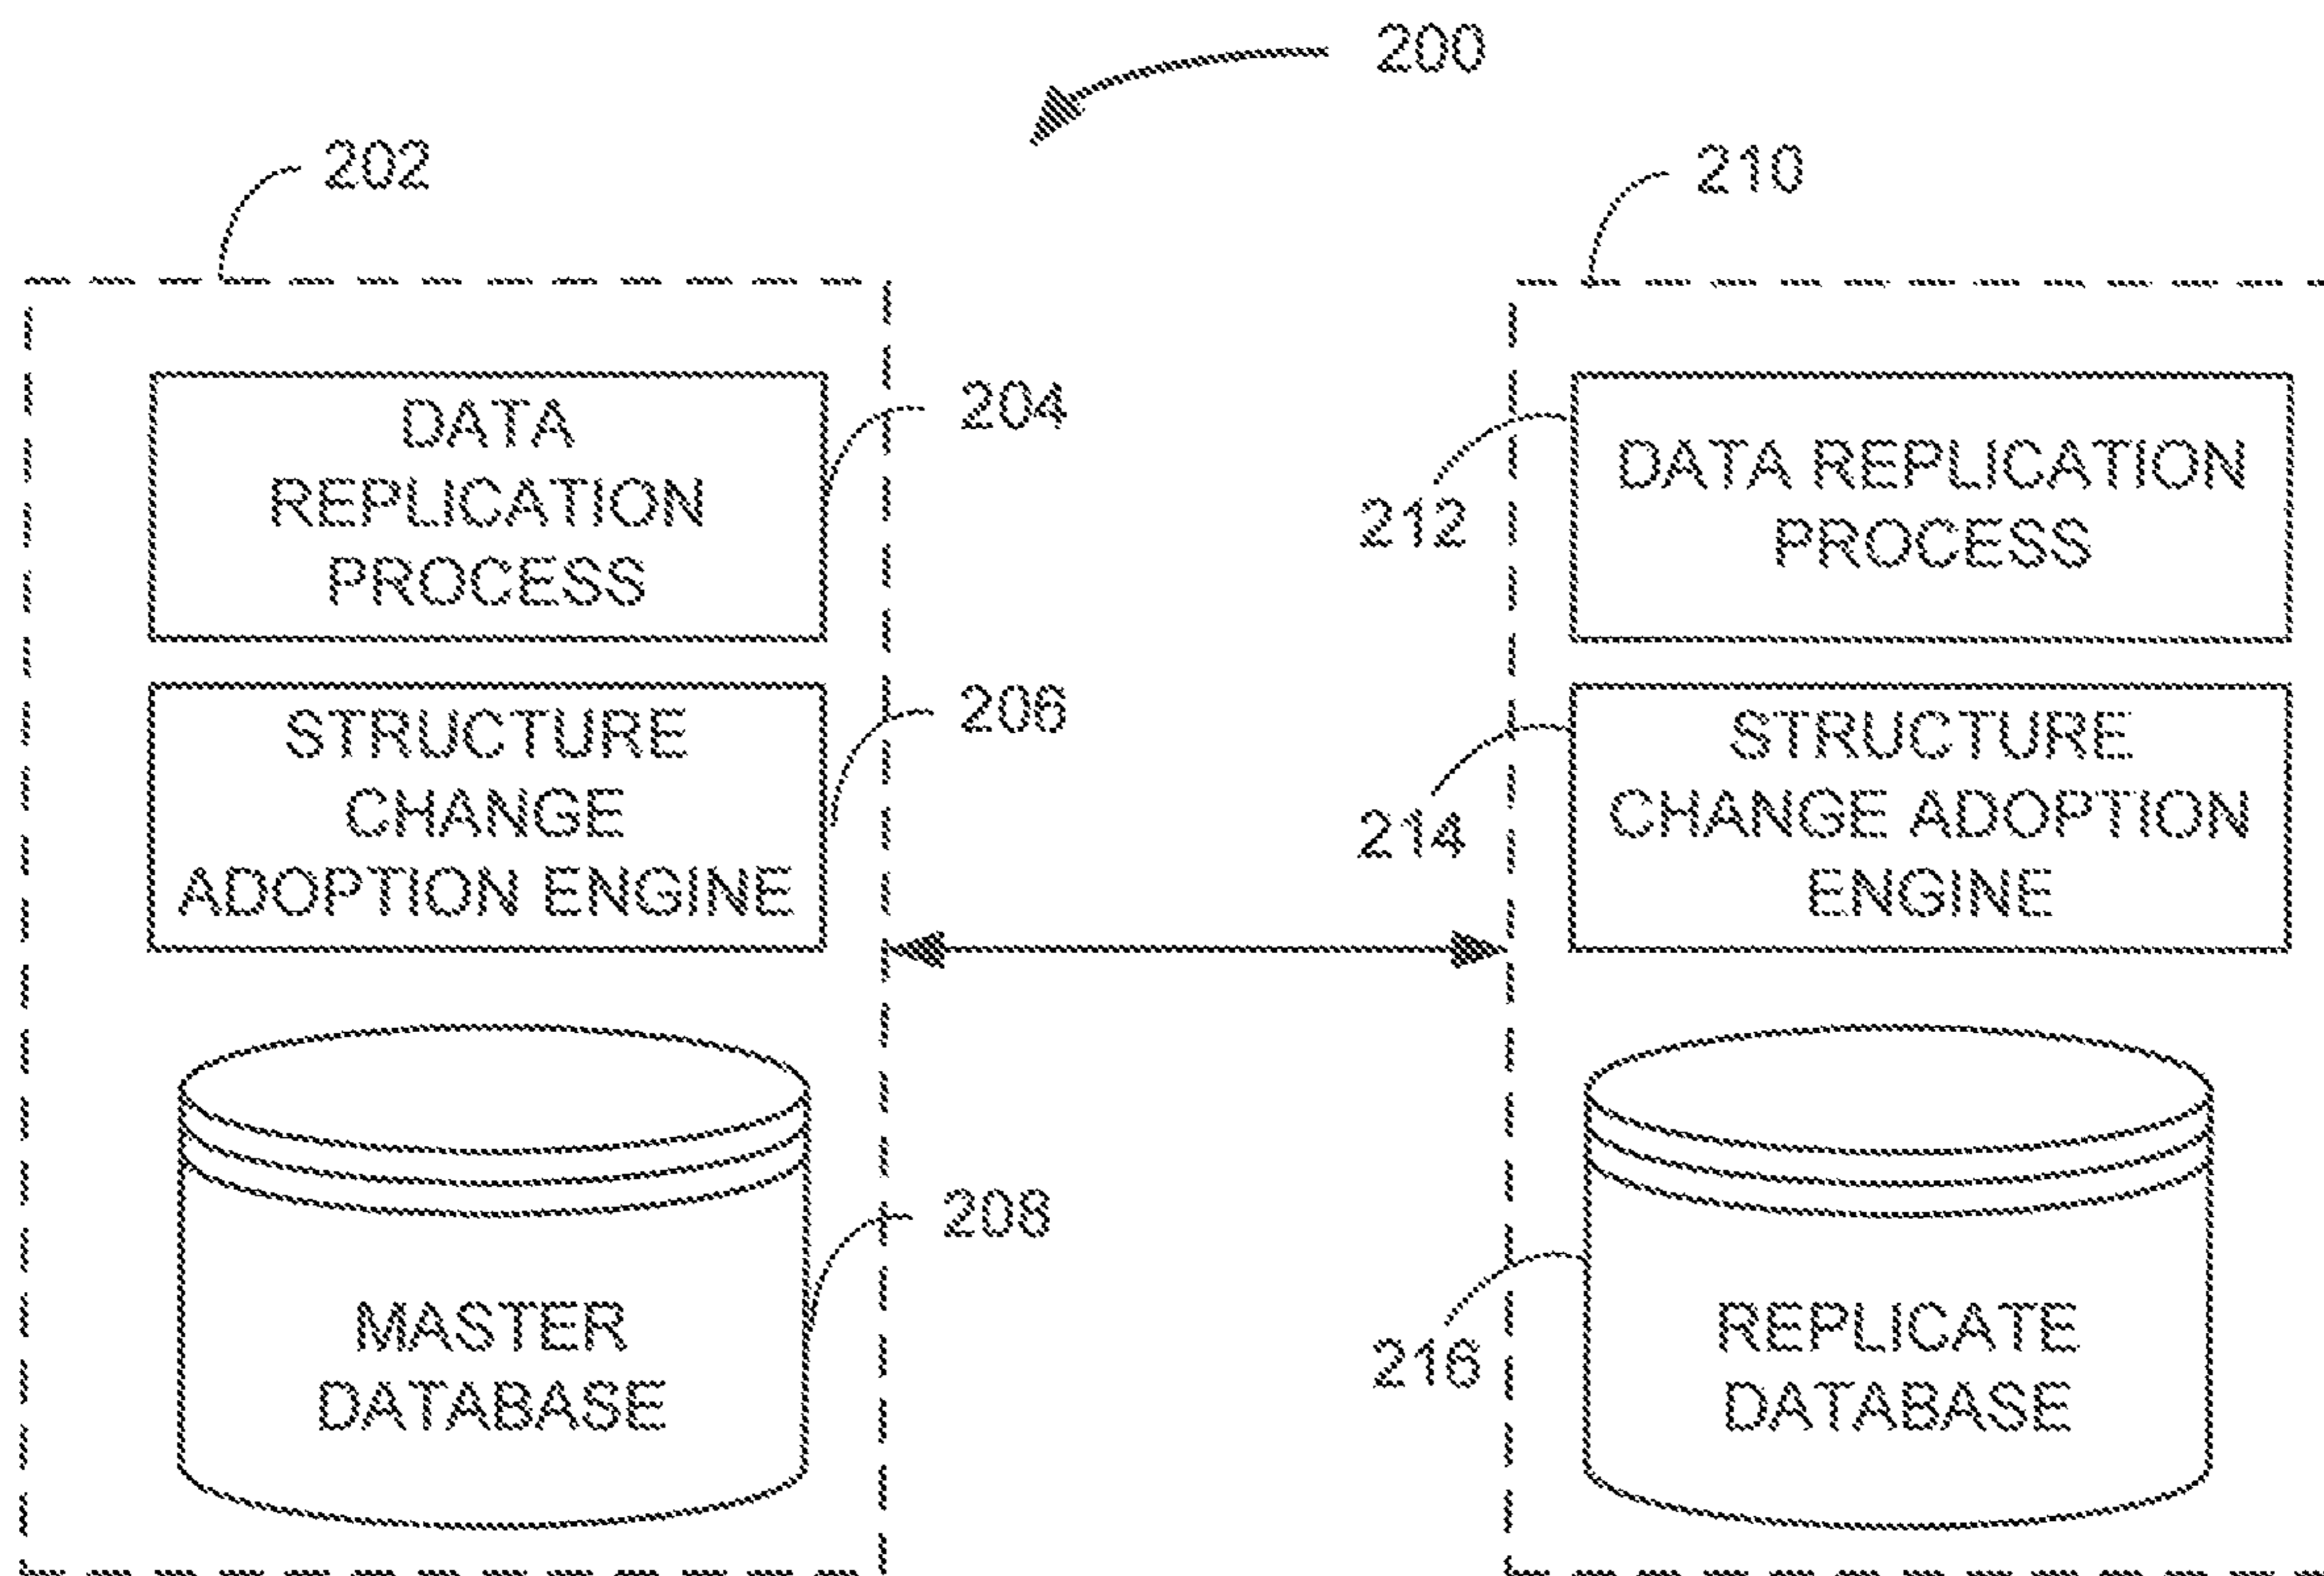 200
202
210
DATA
REPLICATION
PROCESS
204
212
DATA REPLICATION
PROCESS
STRUCTURE
CHANGE
ADOPTION ENGINE
206
214
STRUCTURE
CHANGE ADOPTION
ENGINE
MASTER
DATABASE
208
216
REPLICATE
DATABASE